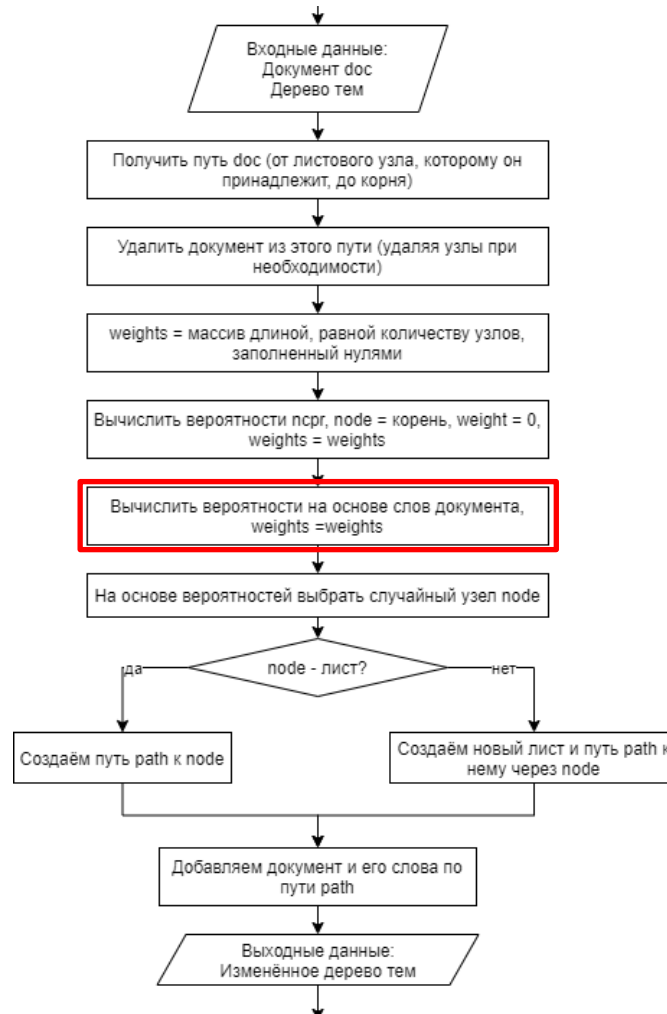 Входные данные:
Документ doc
Дерево тем
Получить путь doc (от листового узла, которому он
принадлежит, до корня)
Удалить документ из этого пути (удаляя узлы при
необходимости)
weights = массив длиной, равной количеству узлов,
заполненный нулями
Вычислить вероятности ncpr, node = корень, weight = 0,
weights = weights
Вычислить вероятности на основе слов документа,
weights =weights
На основе вероятностей выбрать случайный узел node
node - лист?
да
нет
Создаём путь path к node
Создаём новый лист и путь path к
нему через node
Добавляем документ и его слова по
пути path
Выходные данные:
Изменённое дерево тем